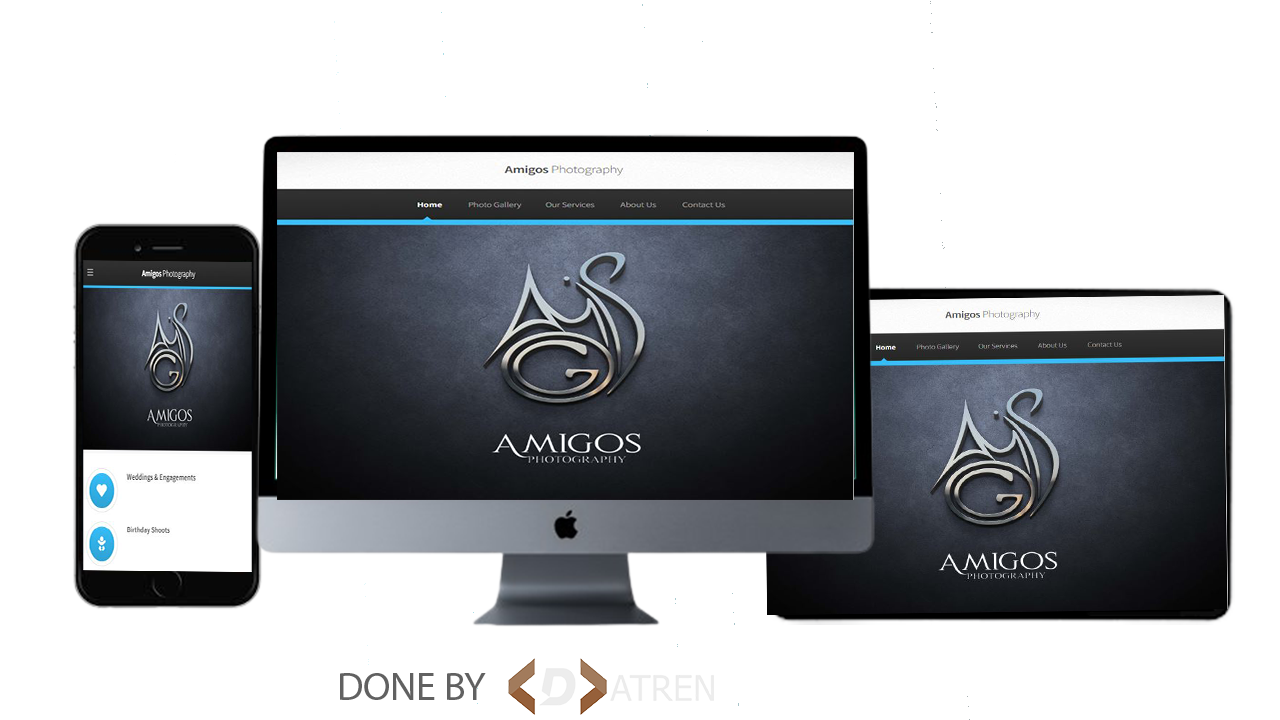 Amigos Photography
Weddings & Engagements
Birthday Shoots
AMIGOS
PHOTOGRAPHY
Amigos Photography
Home Photo Gallery Our Services About Us Contact Us
AMIGOS
PHOTOGRAPHY
Amigos Photography
Home Photo Gallery Our Services About Us Contact Us
AMIGOS
PHOTOGRAPHY
DONE BY <D> ATREN